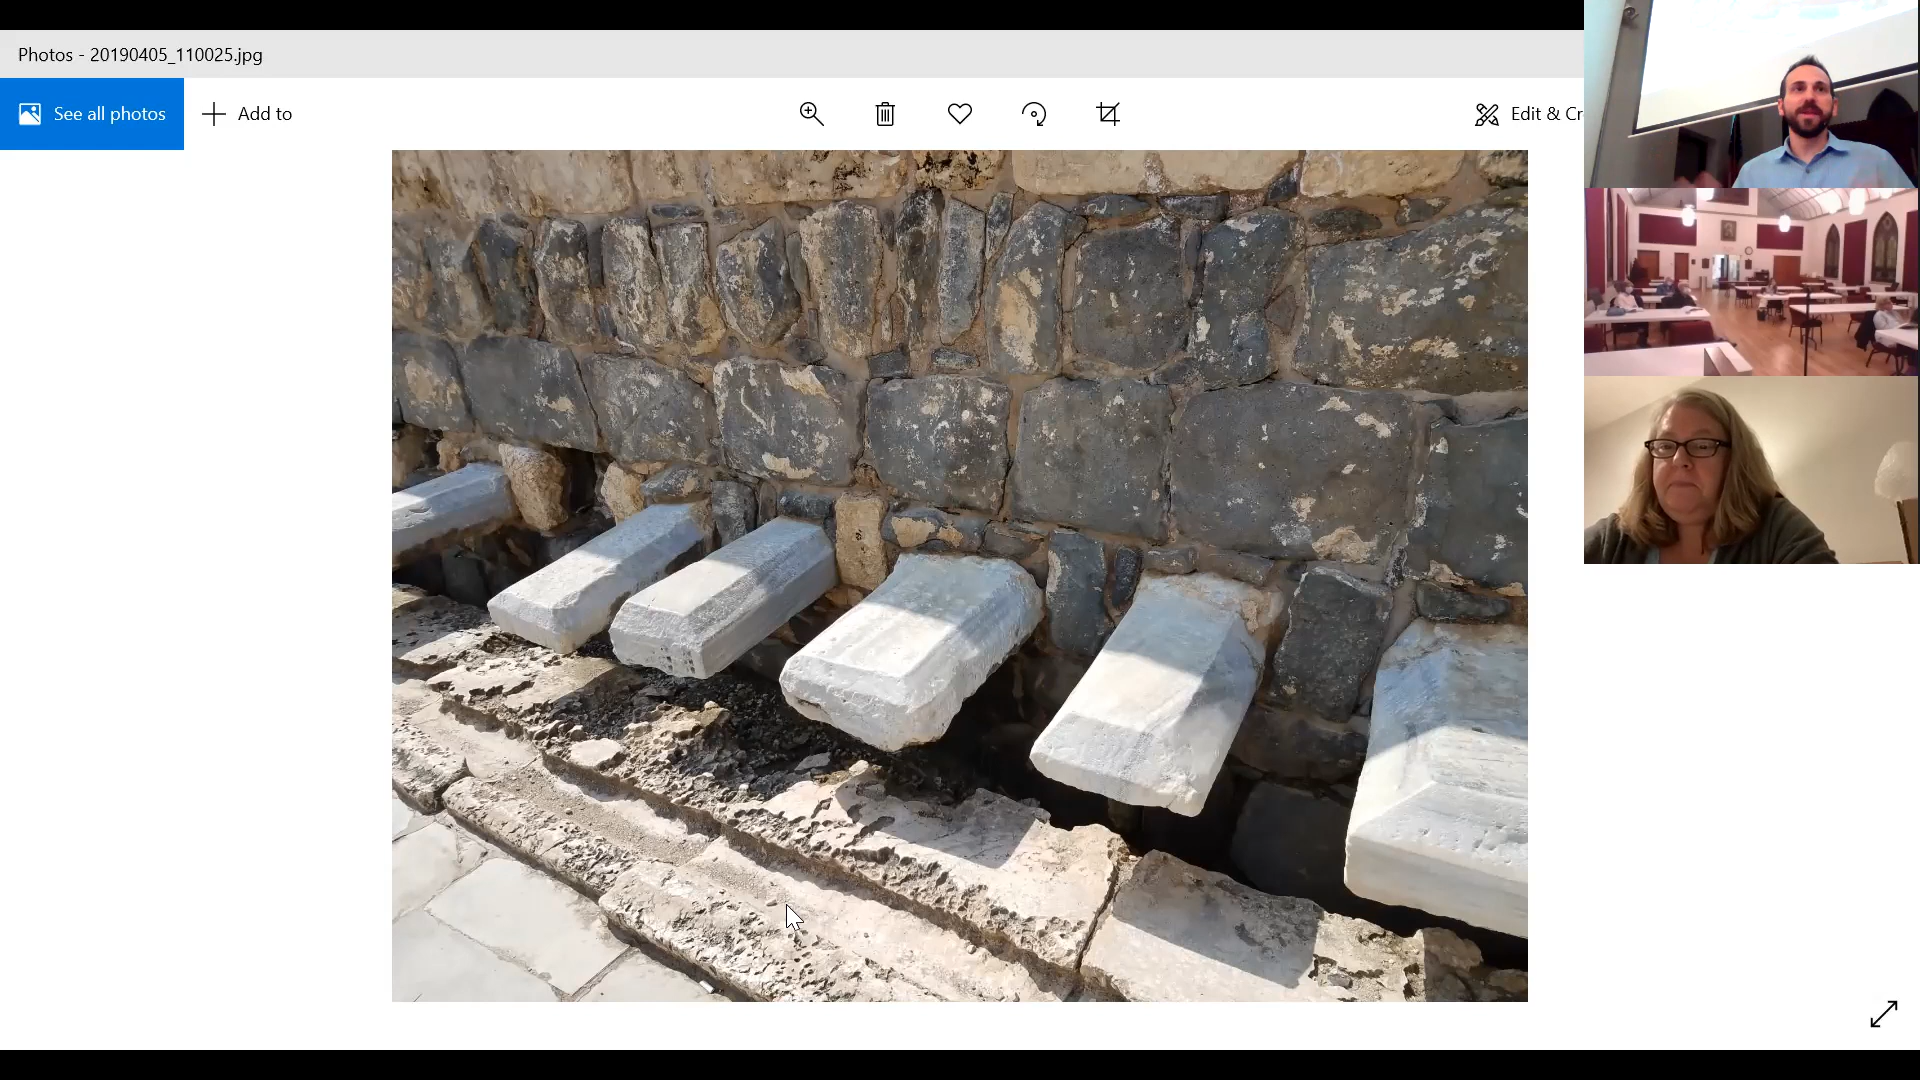 Photos - 20190405_110025.jpg
See all photos
Add to
Edit & Cr